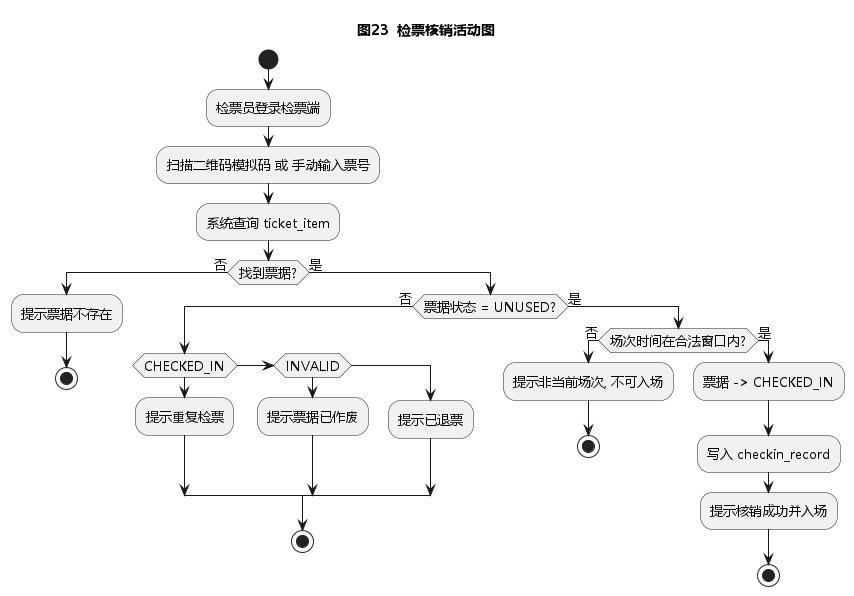 图23 检票核销活动图
检票员登录检票端
扫描二维码模拟码 或 手动输入票号
系统查询 ticket_item
否
找到票据?
是
提示票据不存在
否
票据状态 = UNUSED?
是
CHECKED_IN
INVALID
提示重复检票
提示票据已作废
提示已退票
否
场次时间在合法窗口内?
是
提示非当前场次, 不可入场
票据 -> CHECKED_IN
写入 checkin_record
提示核销成功并入场